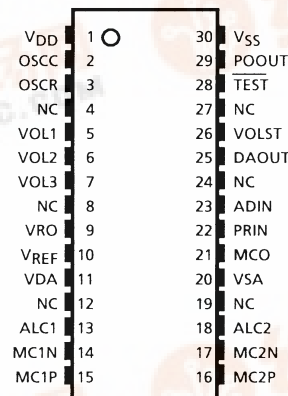 VDD 1 30 VSS
OSCC 2 29 POOUT
OSCR 3 28 TEST
NC 4 27 NC
VOL1 5 26 VOLST
VOL2 6 25 DAOUT
VOL3 7 24 NC
NC 8 23 ADIN
VRO 9 22 PRIN
VREF 10 21 MCO
VDA 11 20 VSA
NC 12 19 NC
ALC1 13 18 ALC2
MC1N 14 17 MC2N
MC1P 15 16 MC2P